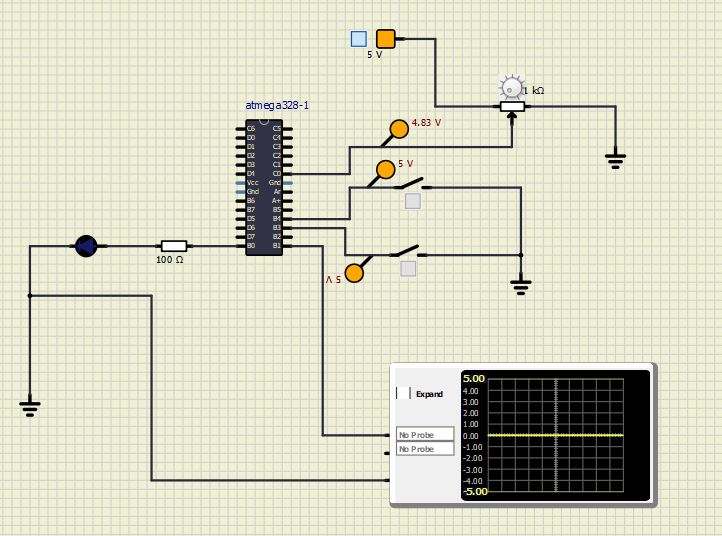 5 V
1 kΩ
atmega328-1
4.83 V
5 V
C6 C5
D0 C4
D1 C3
D2 C2
D3 C1
D4 C0
Vcc Gnd
Gnd Ar
B6 A+
B7 B5
D5 B4
D6 B3
D7 B2
B0 B1
100 Ω
5 V
Expand
No Probe
No Probe
5.00
4.00
3.00
2.00
1.00
0.00
-1.00
-2.00
-3.00
-4.00
-5.00